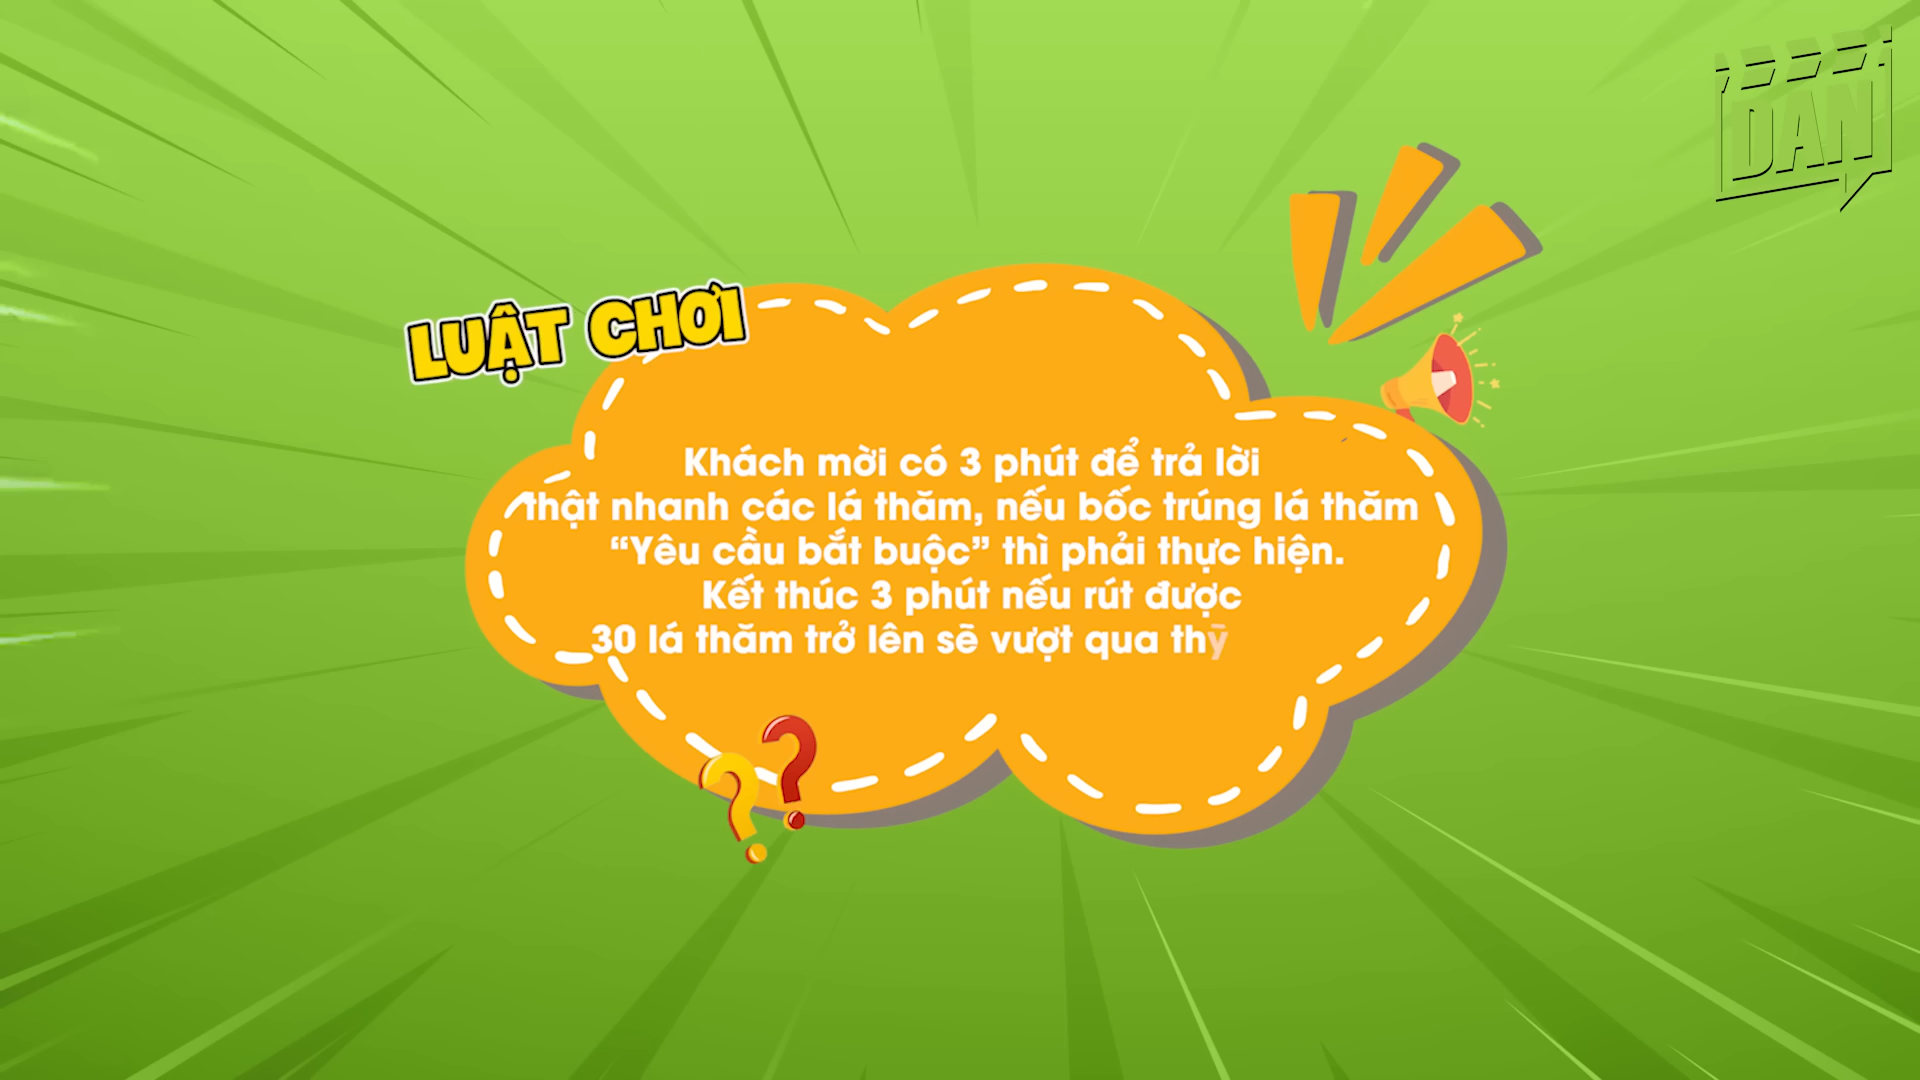 DAN
LUẬT CHƠI
Khách mời có 3 phút để trả lời
thật nhanh các lá thăm, nếu bốc trúng lá thăm
“Yêu cầu bắt buộc” thì phải thực hiện.
Kết thúc 3 phút nếu rút được
30 lá thăm trở lên sẽ vượt qua